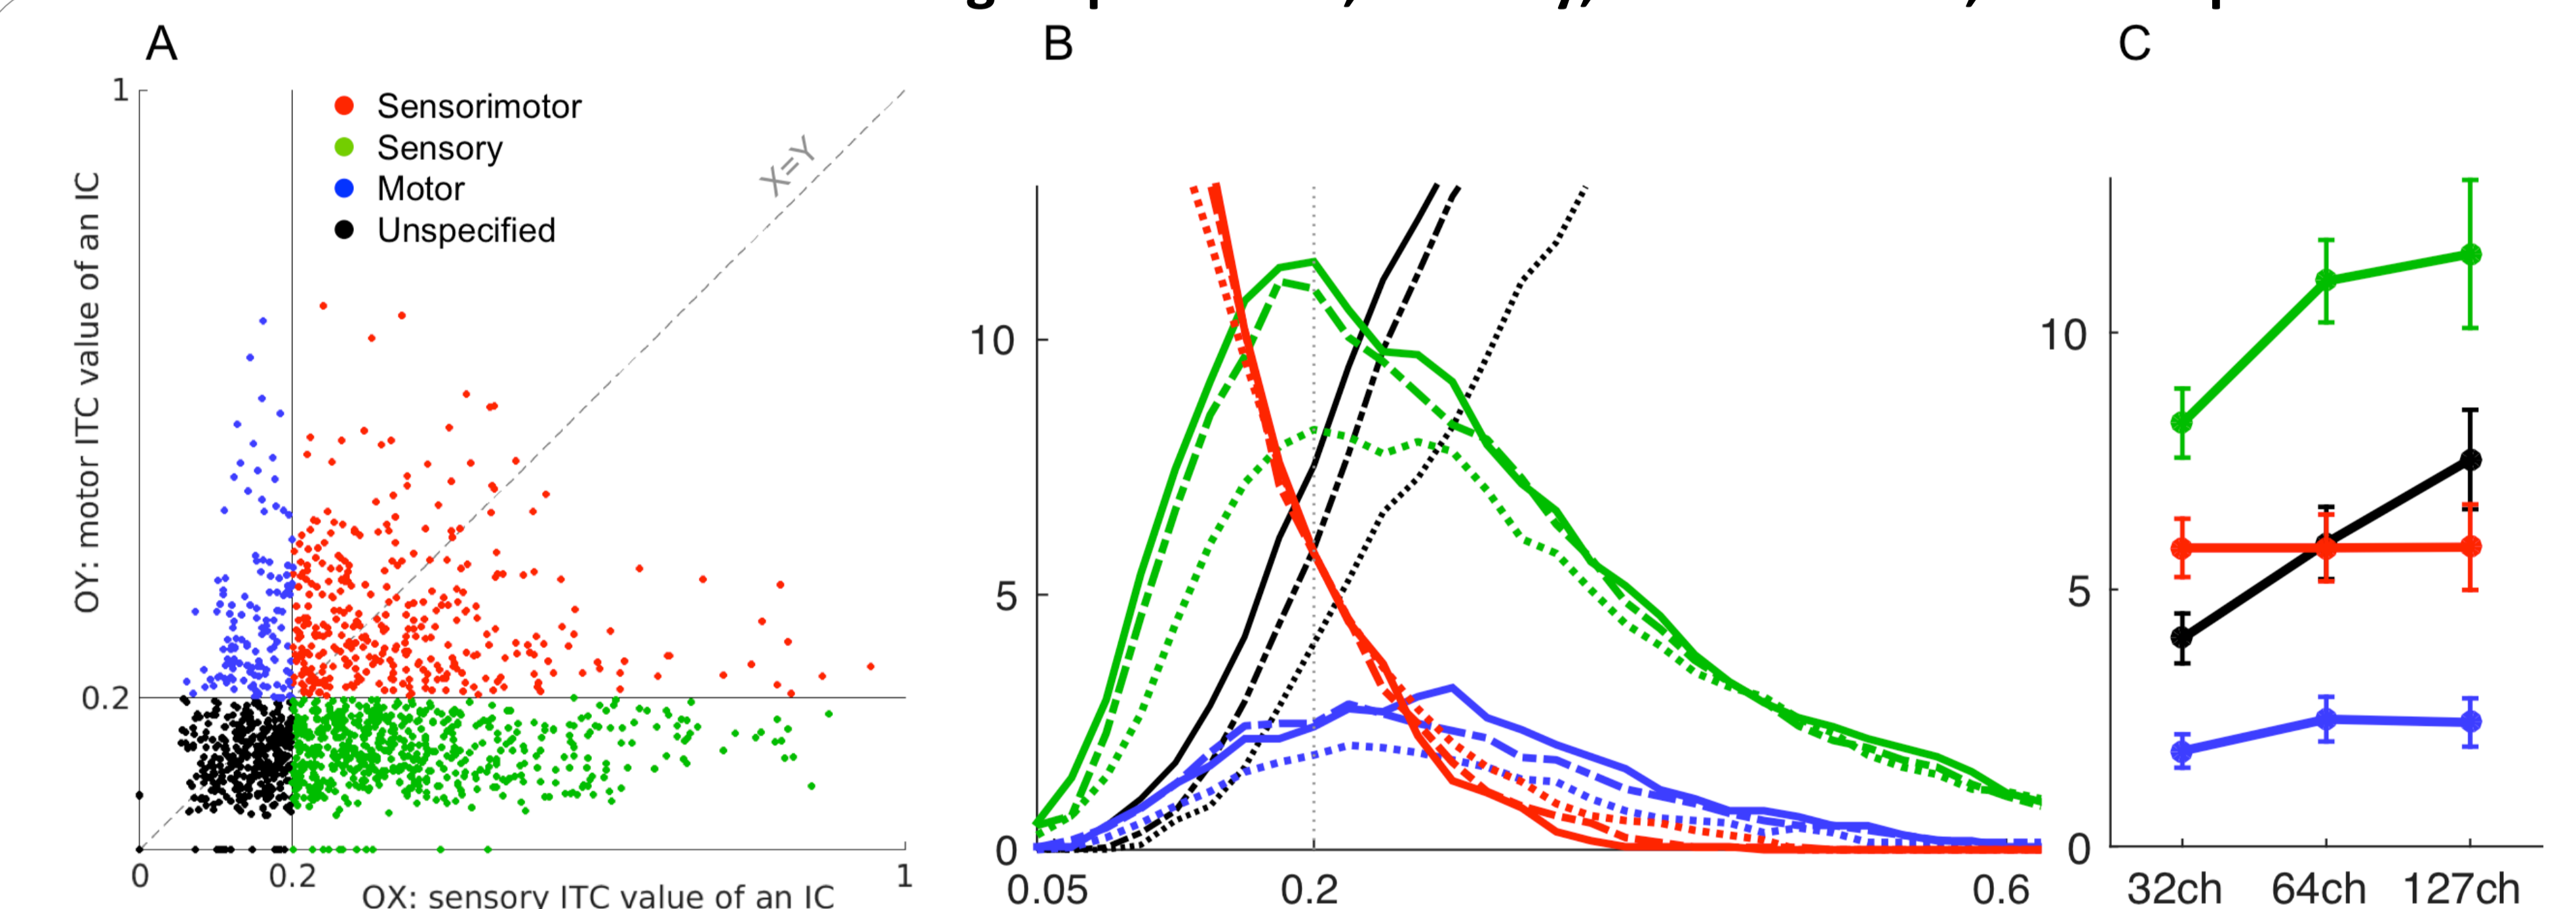 A
1
Sensorimotor
Sensory
Motor
Unspecified
X=Y
OY: motor ITC value of an IC
0.2
0
0.2
1
OX: sensory ITC value of an IC
B
10
5
0
0.05
0.2
0.6
C
10
5
0
32ch
64ch
127ch